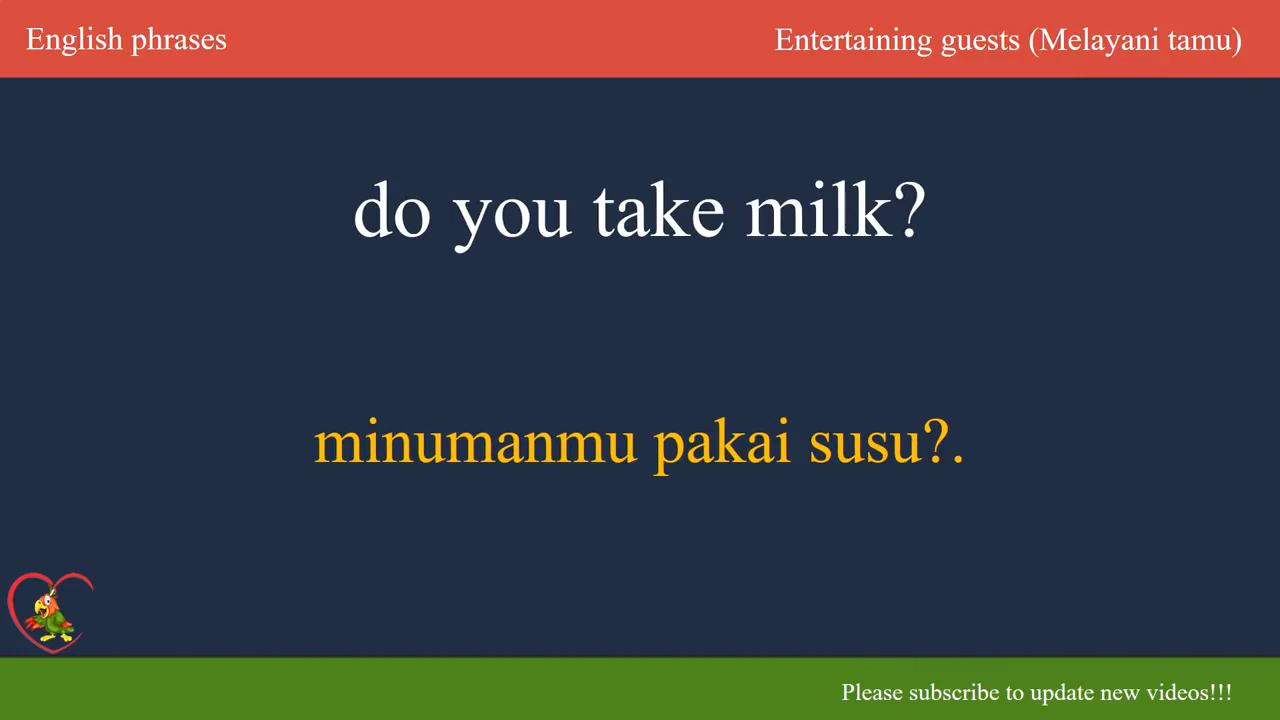 English phrases
Entertaining guests (Melayani tamu)
do you take milk?
minumanmu pakai susu?.
Please subscribe to update new videos!!!